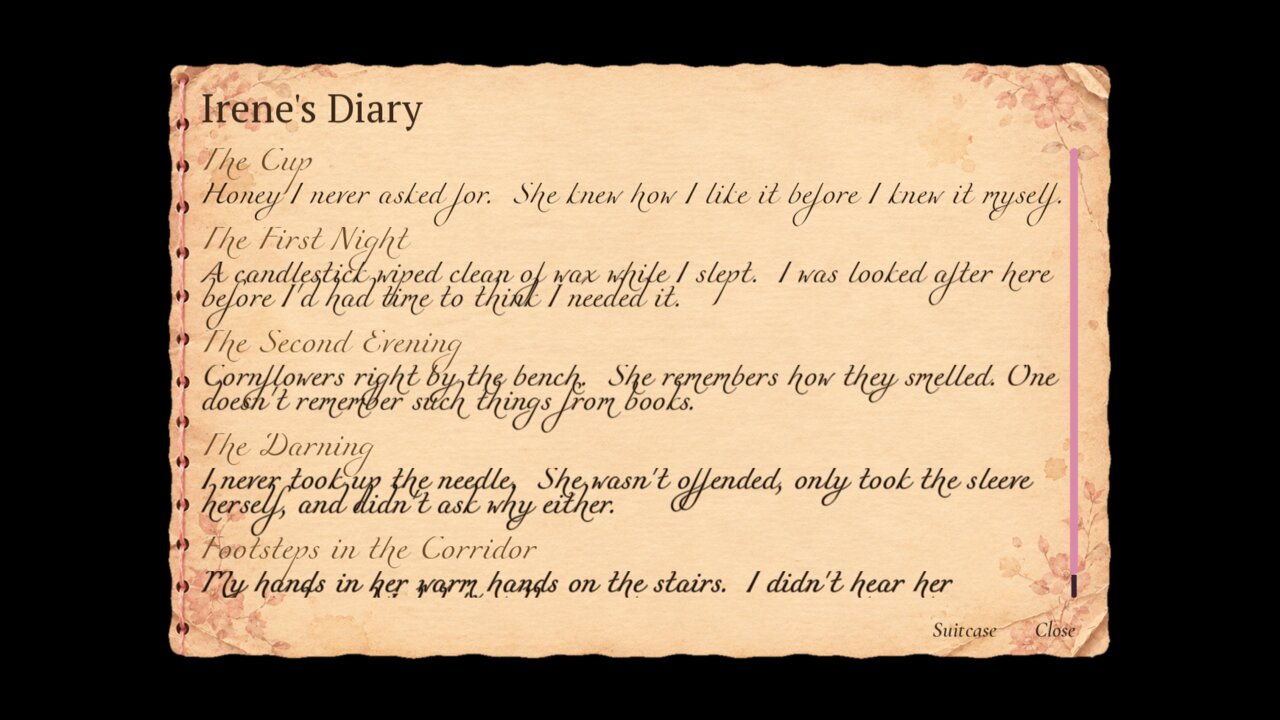 Irene's Diary
The Cup
Honey I never asked for. She knew how I like it before I knew it myself.
The First Night
A candlestick wiped clean of wax while I slept. I was looked after here
before I'd had time to think I needed it.
The Second Evening
Cornflowers right by the bench. She remembers how they smelled. One
doesn't remember such things from books.
The Darning
I never took up the needle. She wasn't offended, only took the sleeve
herself, and didn't ask why either.
Footsteps in the Corridor
My hands in her warm hands on the stairs. I didn't hear her
Suitcase Close